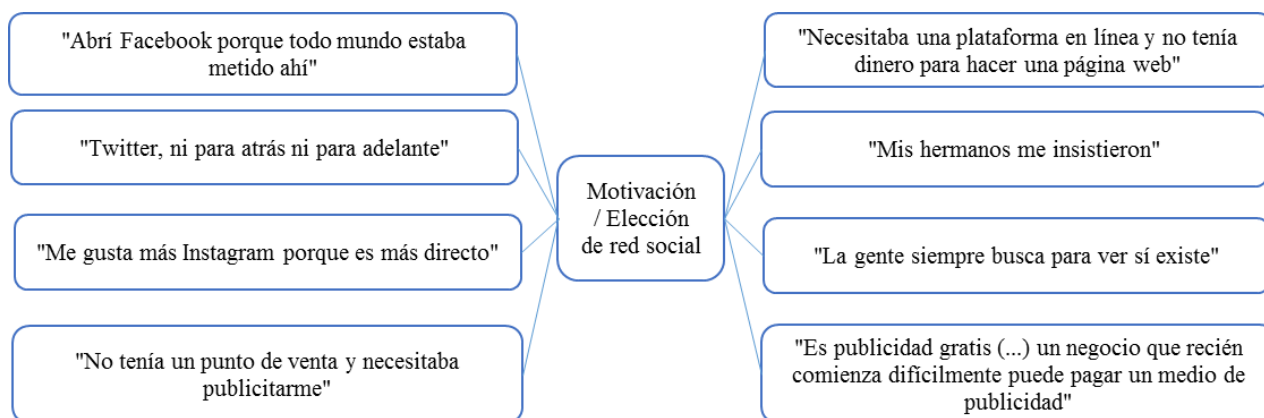 "Abrí Facebook porque todo mundo estaba
metido ahí"
"Twitter, ni para atrás ni para adelante"
"Me gusta más Instagram porque es más directo"
"No tenía un punto de venta y necesitaba
publicitarme"
Motivación
/ Elección
de red social
"Necesitaba una plataforma en línea y no tenía
dinero para hacer una página web"
"Mis hermanos me insistieron"
"La gente siempre busca para ver sí existe"
"Es publicidad gratis (...) un negocio que recién
comienza difícilmente puede pagar un medio de
publicidad"